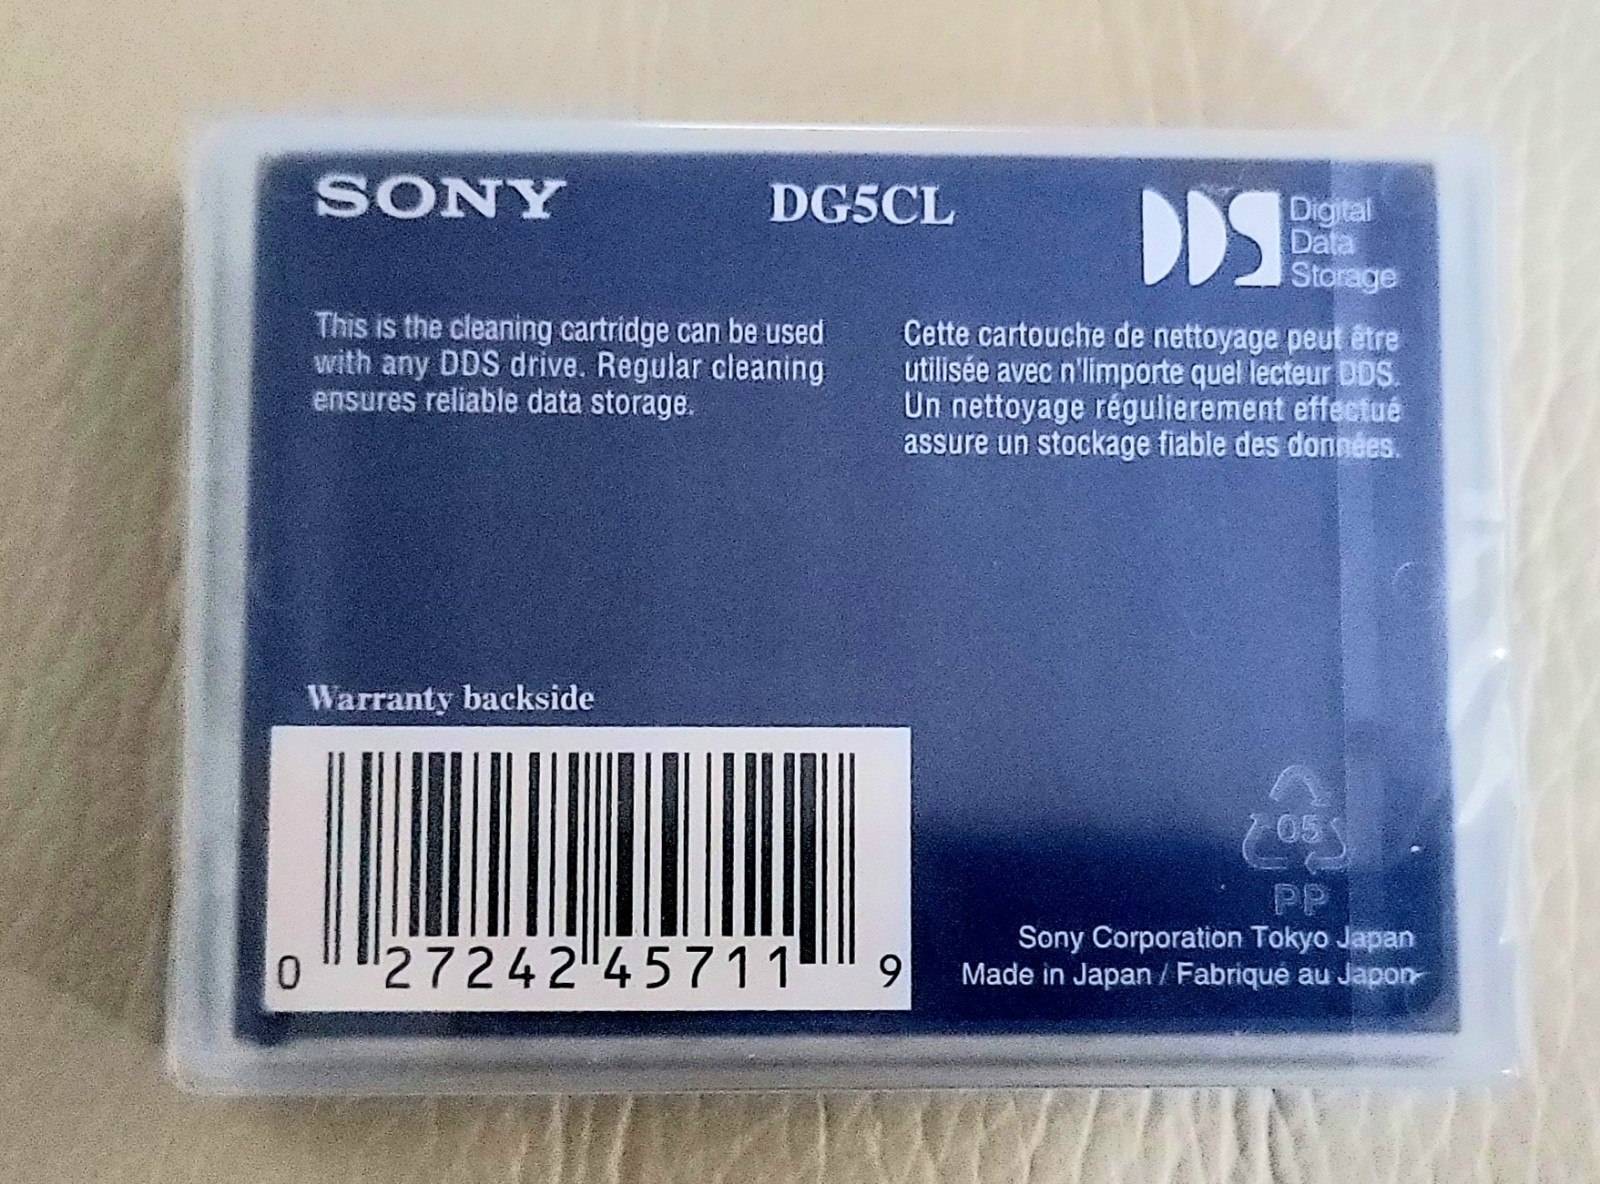 SONY
DG5CL
DDS
Digital
Data
Storage
This is the cleaning cartridge can be used
with any DDS drive. Regular cleaning
ensures reliable data storage.
Cette cartouche de nettoyage peut être
utilisée avec n'limporte quel lecteur DDS.
Un nettoyage régulierement effectué
assure un stockage fiable des données.
Warranty backside
0 27242 45711 9
05
PP
Sony Corporation Tokyo Japan
Made in Japan / Fabriqué au Japon